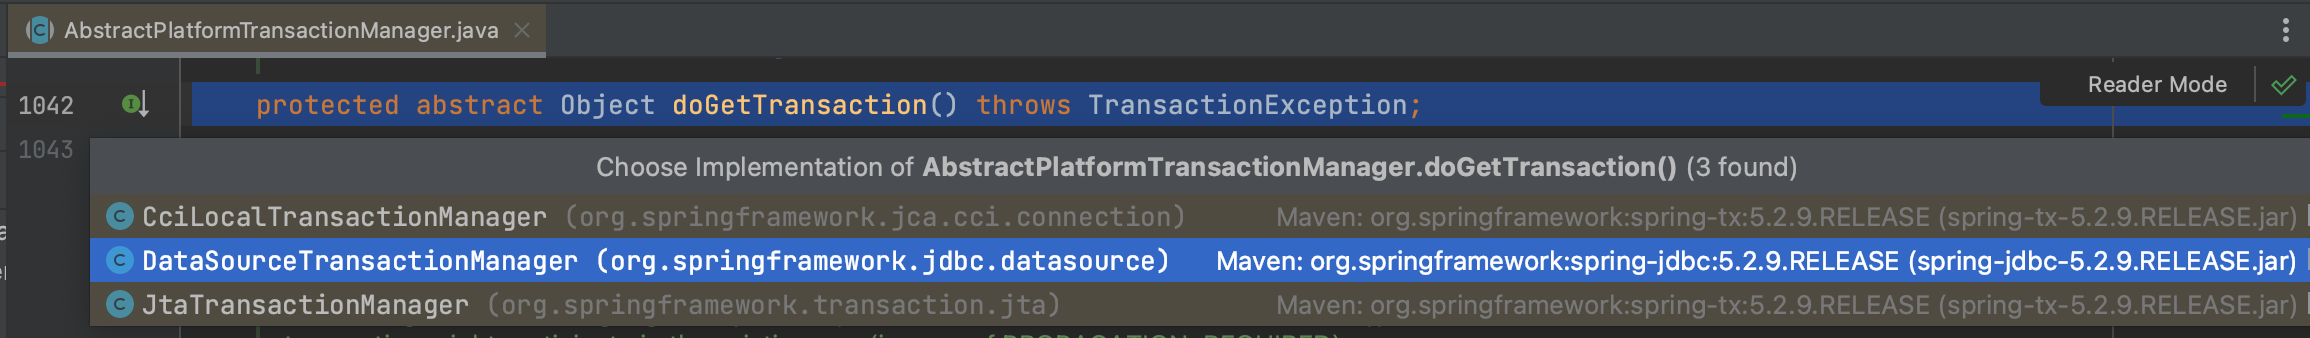 AbstractPlatformTransactionManager.java
Reader Mode
1042 protected abstract Object doGetTransaction() throws TransactionException;
1043
Choose Implementation of AbstractPlatformTransactionManager.doGetTransaction() (3 found)
CciLocalTransactionManager (org.springframework.jca.cci.connection) Maven: org.springframework:spring-tx:5.2.9.RELEASE (spring-tx-5.2.9.RELEASE.jar)
DataSourceTransactionManager (org.springframework.jdbc.datasource) Maven: org.springframework:spring-jdbc:5.2.9.RELEASE (spring-jdbc-5.2.9.RELEASE.jar)
JtaTransactionManager (org.springframework.transaction.jta) Maven: org.springframework:spring-tx:5.2.9.RELEASE (spring-tx-5.2.9.RELEASE.jar)